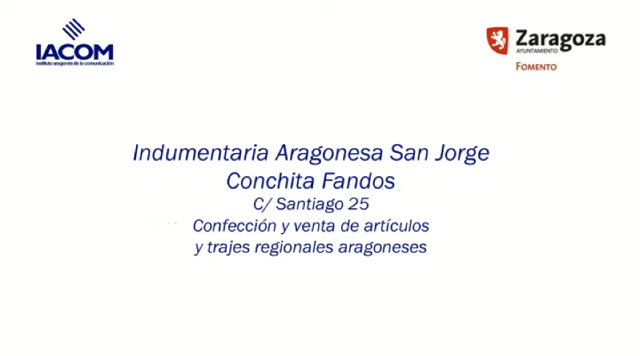 IACOM
instituto aragonés de la comunicación
Zaragoza
AYUNTAMIENTO
FOMENTO
Indumentaria Aragonesa San Jorge
Conchita Fandos
C/ Santiago 25
Confección y venta de artículos
y trajes regionales aragoneses